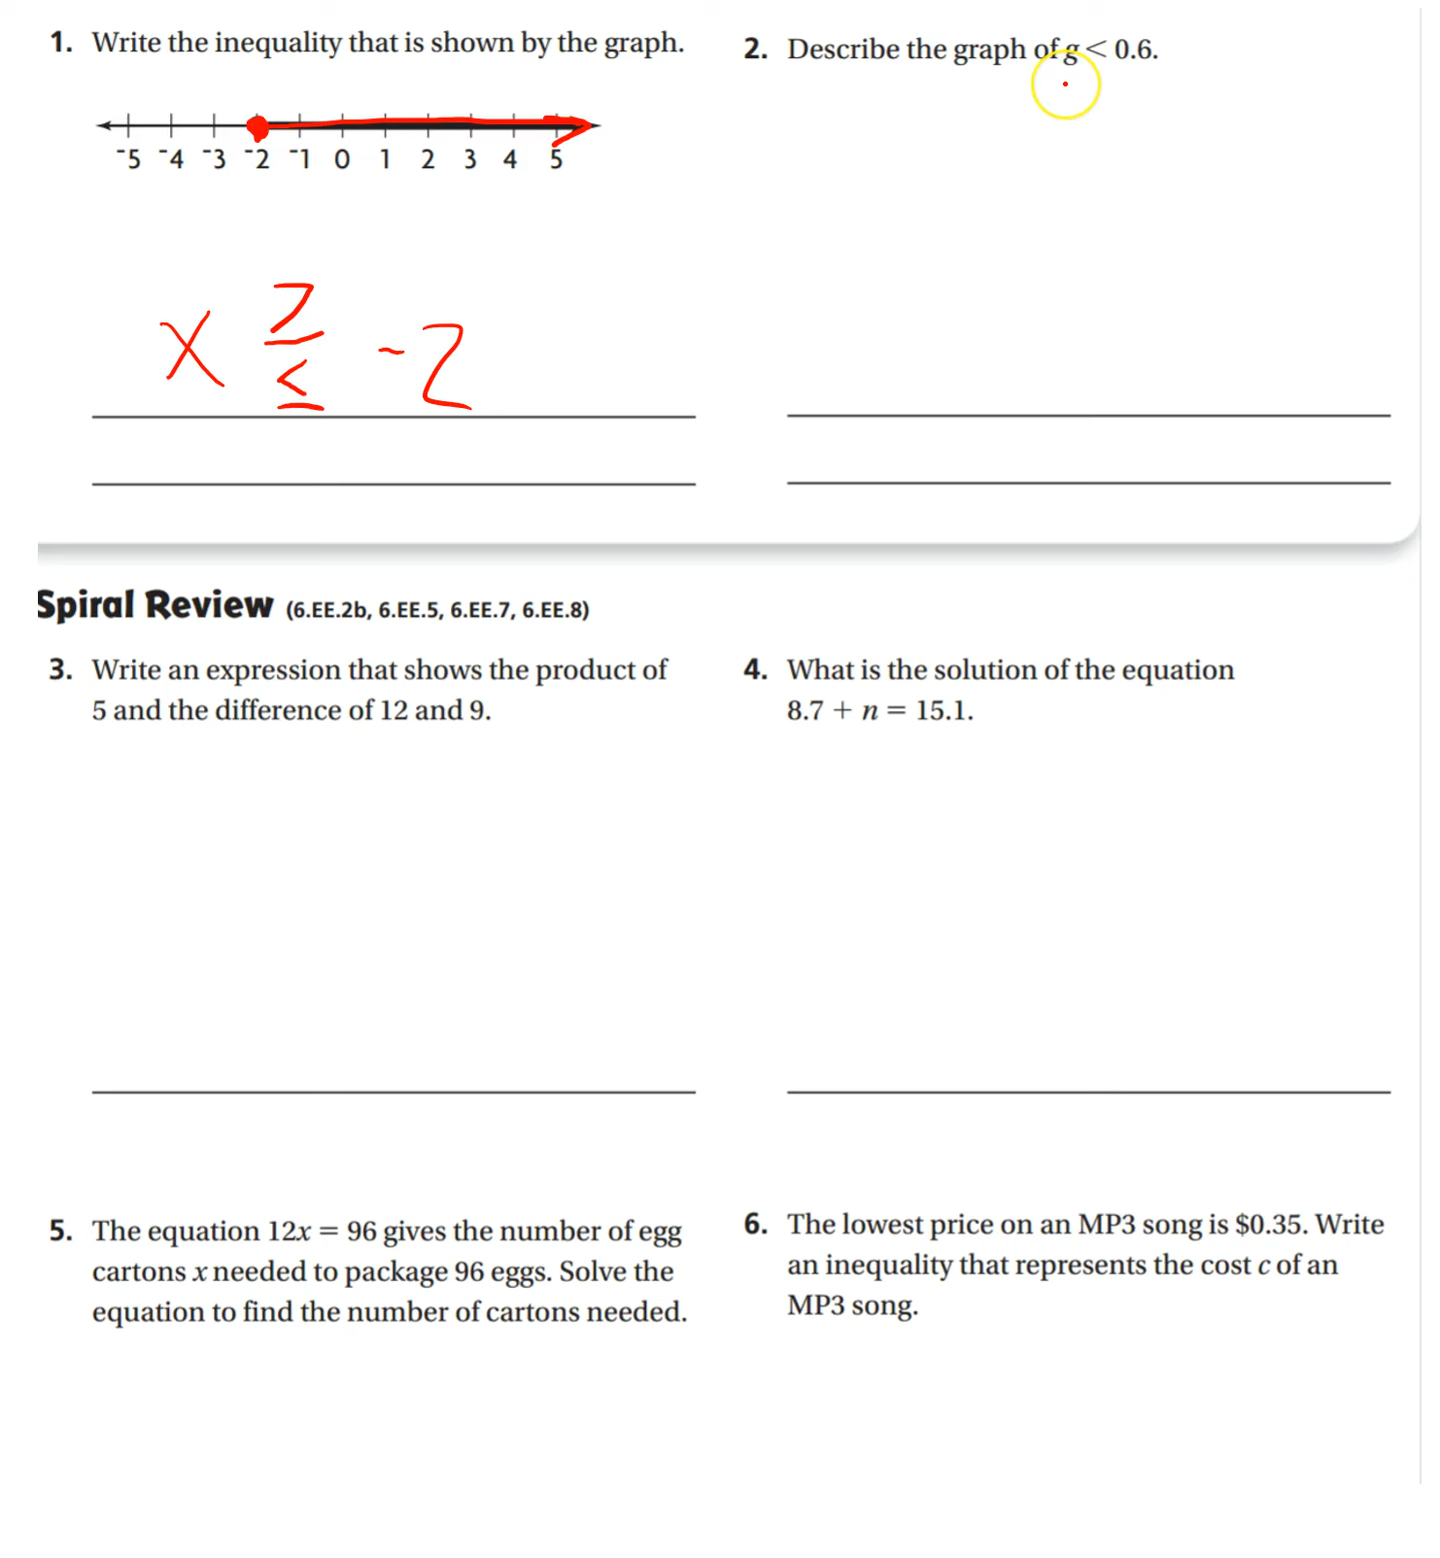 1. Write the inequality that is shown by the graph.
⁻5 ⁻4 ⁻3 ⁻2 ⁻1 0 1 2 3 4 5
x ≥ -2
≤
2. Describe the graph of g < 0.6.
Spiral Review (6.EE.2b, 6.EE.5, 6.EE.7, 6.EE.8)
3. Write an expression that shows the product of
5 and the difference of 12 and 9.
4. What is the solution of the equation
8.7 + n = 15.1.
5. The equation 12x = 96 gives the number of egg
cartons x needed to package 96 eggs. Solve the
equation to find the number of cartons needed.
6. The lowest price on an MP3 song is $0.35. Write
an inequality that represents the cost c of an
MP3 song.